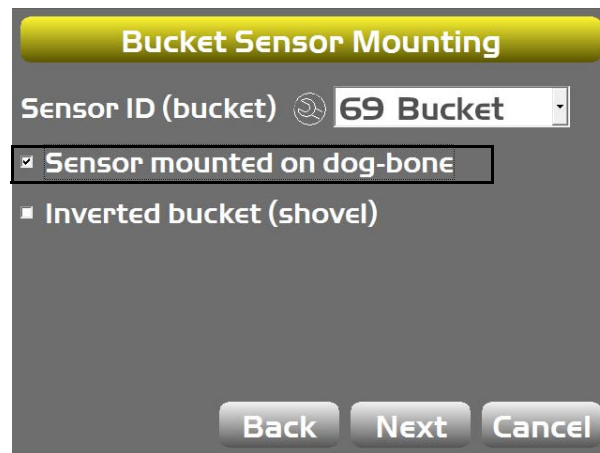 Bucket Sensor Mounting
Sensor ID (bucket) 69 Bucket
Sensor mounted on dog-bone
Inverted bucket (shovel)
Back Next Cancel